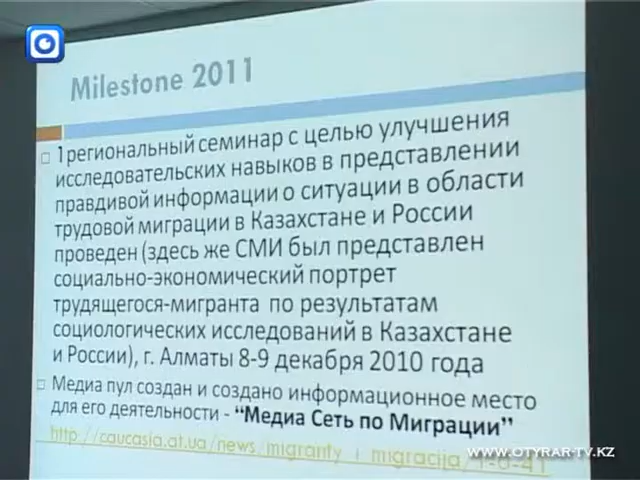 Milestone 2011
1 региональный семинар с целью улучшения
исследовательских навыков в представлении
правдивой информации о ситуации в области
трудовой миграции в Казахстане и России
проведен (здесь же СМИ был представлен
социально-экономический портрет
трудящегося-мигранта по результатам
социологических исследований в Казахстане
и России), г. Алматы 8-9 декабря 2010 года
Медиа пул создан и создано информационное место
для его деятельности - “Медиа Сеть по Миграции”
http://caucasia.at.ua/news/migranty_i_migracija/1-0-41
WWW.OTYRAR-TV.KZ